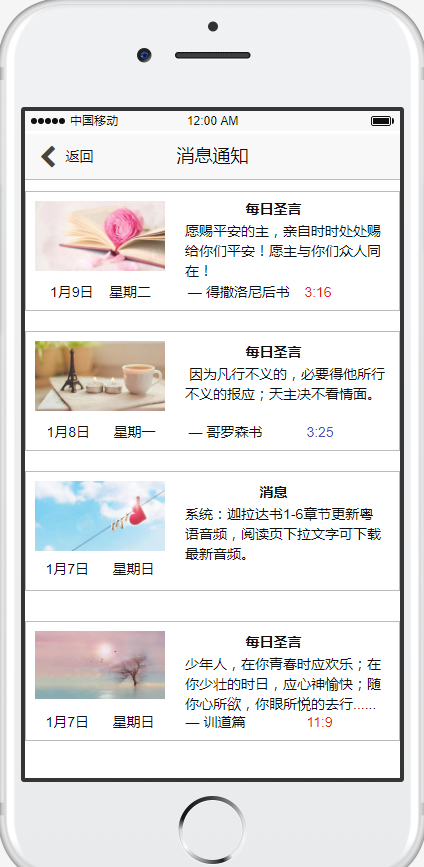 中国移动 12:00 AM
返回 消息通知
每日圣言
愿赐平安的主，亲自时时处处赐
给你们平安！愿主与你们众人同
在！
1月9日 星期二 — 得撒洛尼后书 3:16
每日圣言
因为凡行不义的，必要得他所行
不义的报应；天主决不看情面。
1月8日 星期一 — 哥罗森书 3:25
消息
系统：迦拉达书1-6章节更新粤
语音频，阅读页下拉文字可下载
最新音频。
1月7日 星期日
每日圣言
少年人，在你青春时应欢乐；在
你少壮的时日，应心神愉快；随
你心所欲，你眼所悦的去行......
1月7日 星期日 — 训道篇 11:9